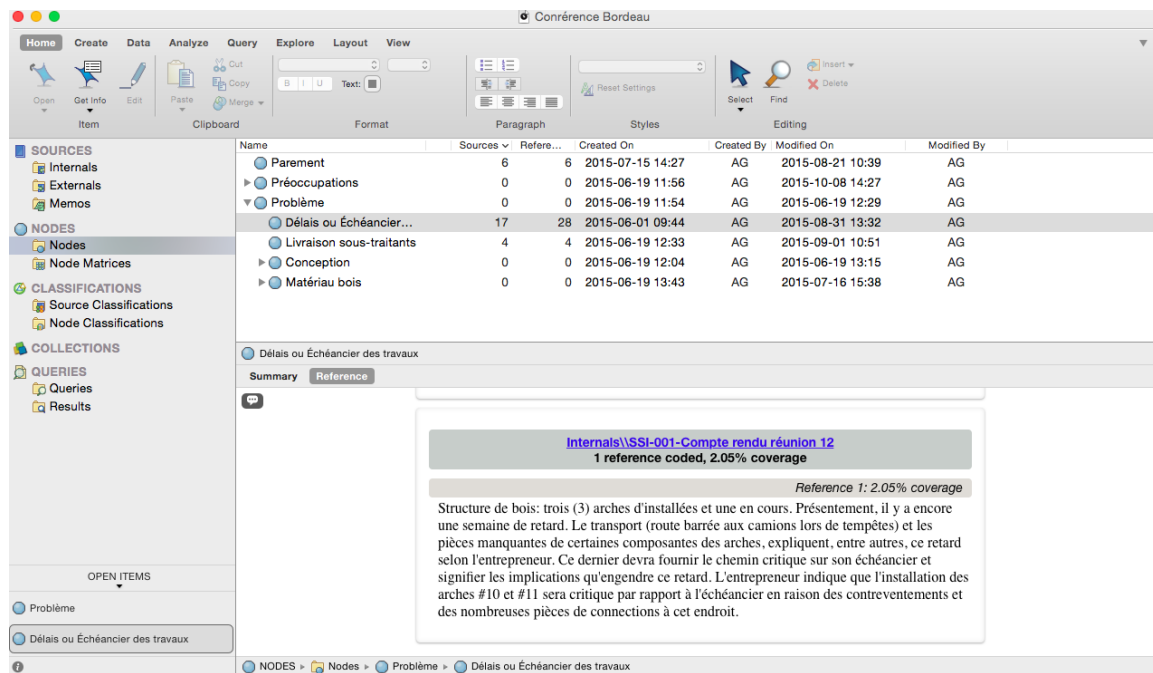 Conrérence Bordeau
Home Create Data Analyze Query Explore Layout View
Open Get Info Edit Paste Cut Copy Merge B I U Text: Reset Settings Select Find Insert Delete
Item Clipboard Format Paragraph Styles Editing
SOURCES
Internals
Externals
Memos
NODES
Nodes
Node Matrices
CLASSIFICATIONS
Source Classifications
Node Classifications
COLLECTIONS
QUERIES
Queries
Results
OPEN ITEMS
Problème
Délais ou Échéancier des travaux
Name Sources Refere... Created On Created By Modified On Modified By
Parement 6 6 2015-07-15 14:27 AG 2015-08-21 10:39 AG
Préoccupations 0 0 2015-06-19 11:56 AG 2015-10-08 14:27 AG
Problème 0 0 2015-06-19 11:54 AG 2015-06-19 12:29 AG
Délais ou Échéancier... 17 28 2015-06-01 09:44 AG 2015-08-31 13:32 AG
Livraison sous-traitants 4 4 2015-06-19 12:33 AG 2015-09-01 10:51 AG
Conception 0 0 2015-06-19 12:04 AG 2015-06-19 13:15 AG
Matériau bois 0 0 2015-06-19 13:43 AG 2015-07-16 15:38 AG
Délais ou Échéancier des travaux
Summary Reference
Internals\\SSI-001-Compte rendu réunion 12
1 reference coded, 2.05% coverage
Reference 1: 2.05% coverage
Structure de bois: trois (3) arches d'installées et une en cours. Présentement, il y a encore
une semaine de retard. Le transport (route barrée aux camions lors de tempêtes) et les
pièces manquantes de certaines composantes des arches, expliquent, entre autres, ce retard
selon l'entrepreneur. Ce dernier devra fournir le chemin critique sur son échéancier et
signifier les implications qu'engendre ce retard. L'entrepreneur indique que l'installation des
arches #10 et #11 sera critique par rapport à l'échéancier en raison des contreventements et
des nombreuses pièces de connections à cet endroit.
NODES Nodes Problème Délais ou Échéancier des travaux